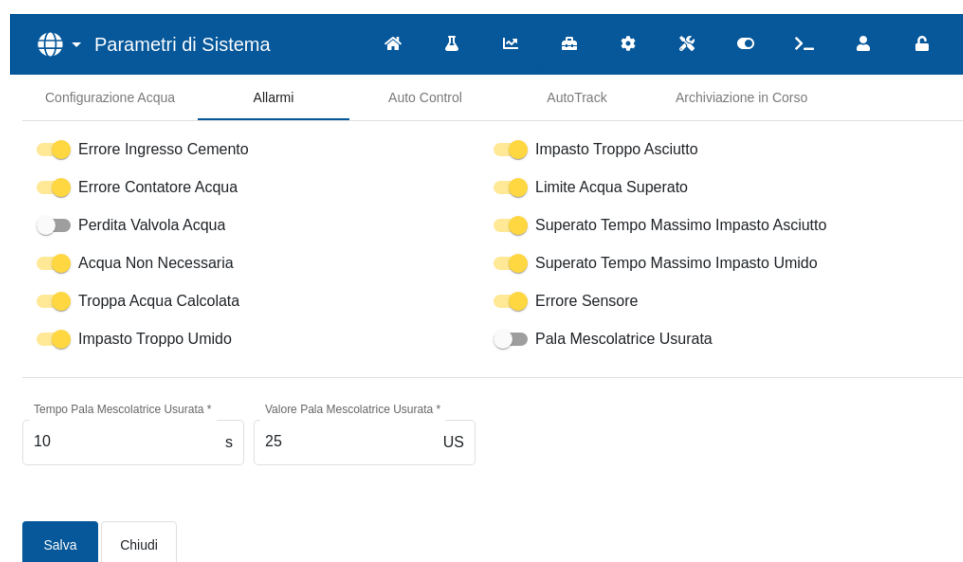 Parametri di Sistema
Configurazione Acqua Allarmi Auto Control AutoTrack Archiviazione in Corso
Errore Ingresso Cemento
Errore Contatore Acqua
Perdita Valvola Acqua
Acqua Non Necessaria
Troppa Acqua Calcolata
Impasto Troppo Umido
Impasto Troppo Asciutto
Limite Acqua Superato
Superato Tempo Massimo Impasto Asciutto
Superato Tempo Massimo Impasto Umido
Errore Sensore
Pala Mescolatrice Usurata
Tempo Pala Mescolatrice Usurata *
10 s
Valore Pala Mescolatrice Usurata *
25 US
Salva Chiudi